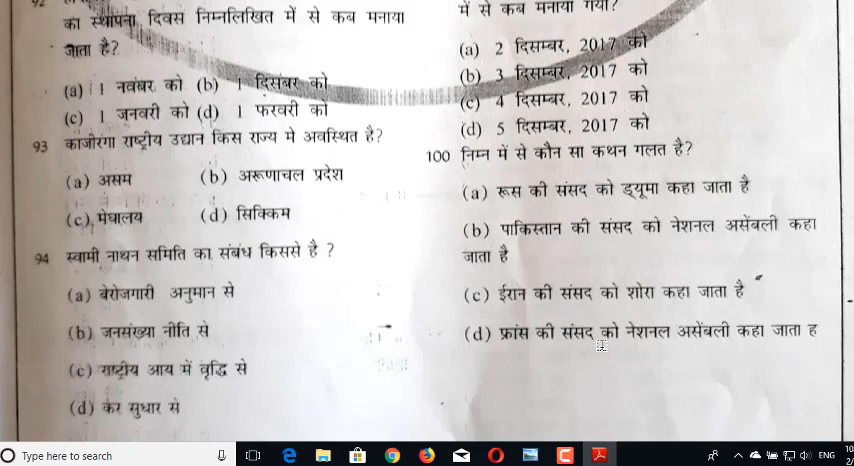 92
का स्थापना दिवस निम्नलिखित में से कब मनाया
जाता है?
(a) 1 नवंबर को (b) 1 दिसंबर को
(c) 1 जनवरी को (d) 1 फरवरी को
93 काजीरंगा राष्ट्रीय उद्यान किस राज्य मे अवस्थित है?
(a) असम (b) अरूणाचल प्रदेश
(c) मेघालय (d) सिक्किम
94 स्वामी नाथन समिति का संबंध किससे है ?
(a) बेरोजगारी अनुमान से
(b) जनसंख्या नीति से
(c) राष्ट्रीय आय में वृद्धि से
(d) कर सुधार से
में से कब मनाया गया?
(a) 2 दिसम्बर, 2017 को
(b) 3 दिसम्बर, 2017 को
(c) 4 दिसम्बर, 2017 को
(d) 5 दिसम्बर, 2017 को
100 निम्न में से कौन सा कथन गलत है?
(a) रूस की संसद को ड्यूमा कहा जाता है
(b) पाकिस्तान की संसद को नेशनल असेंबली कहा
जाता है
(c) ईरान की संसद को शोरा कहा जाता है
(d) फ्रांस की संसद को नेशनल असेंबली कहा जाता ह
Type here to search
ENG
10
2/